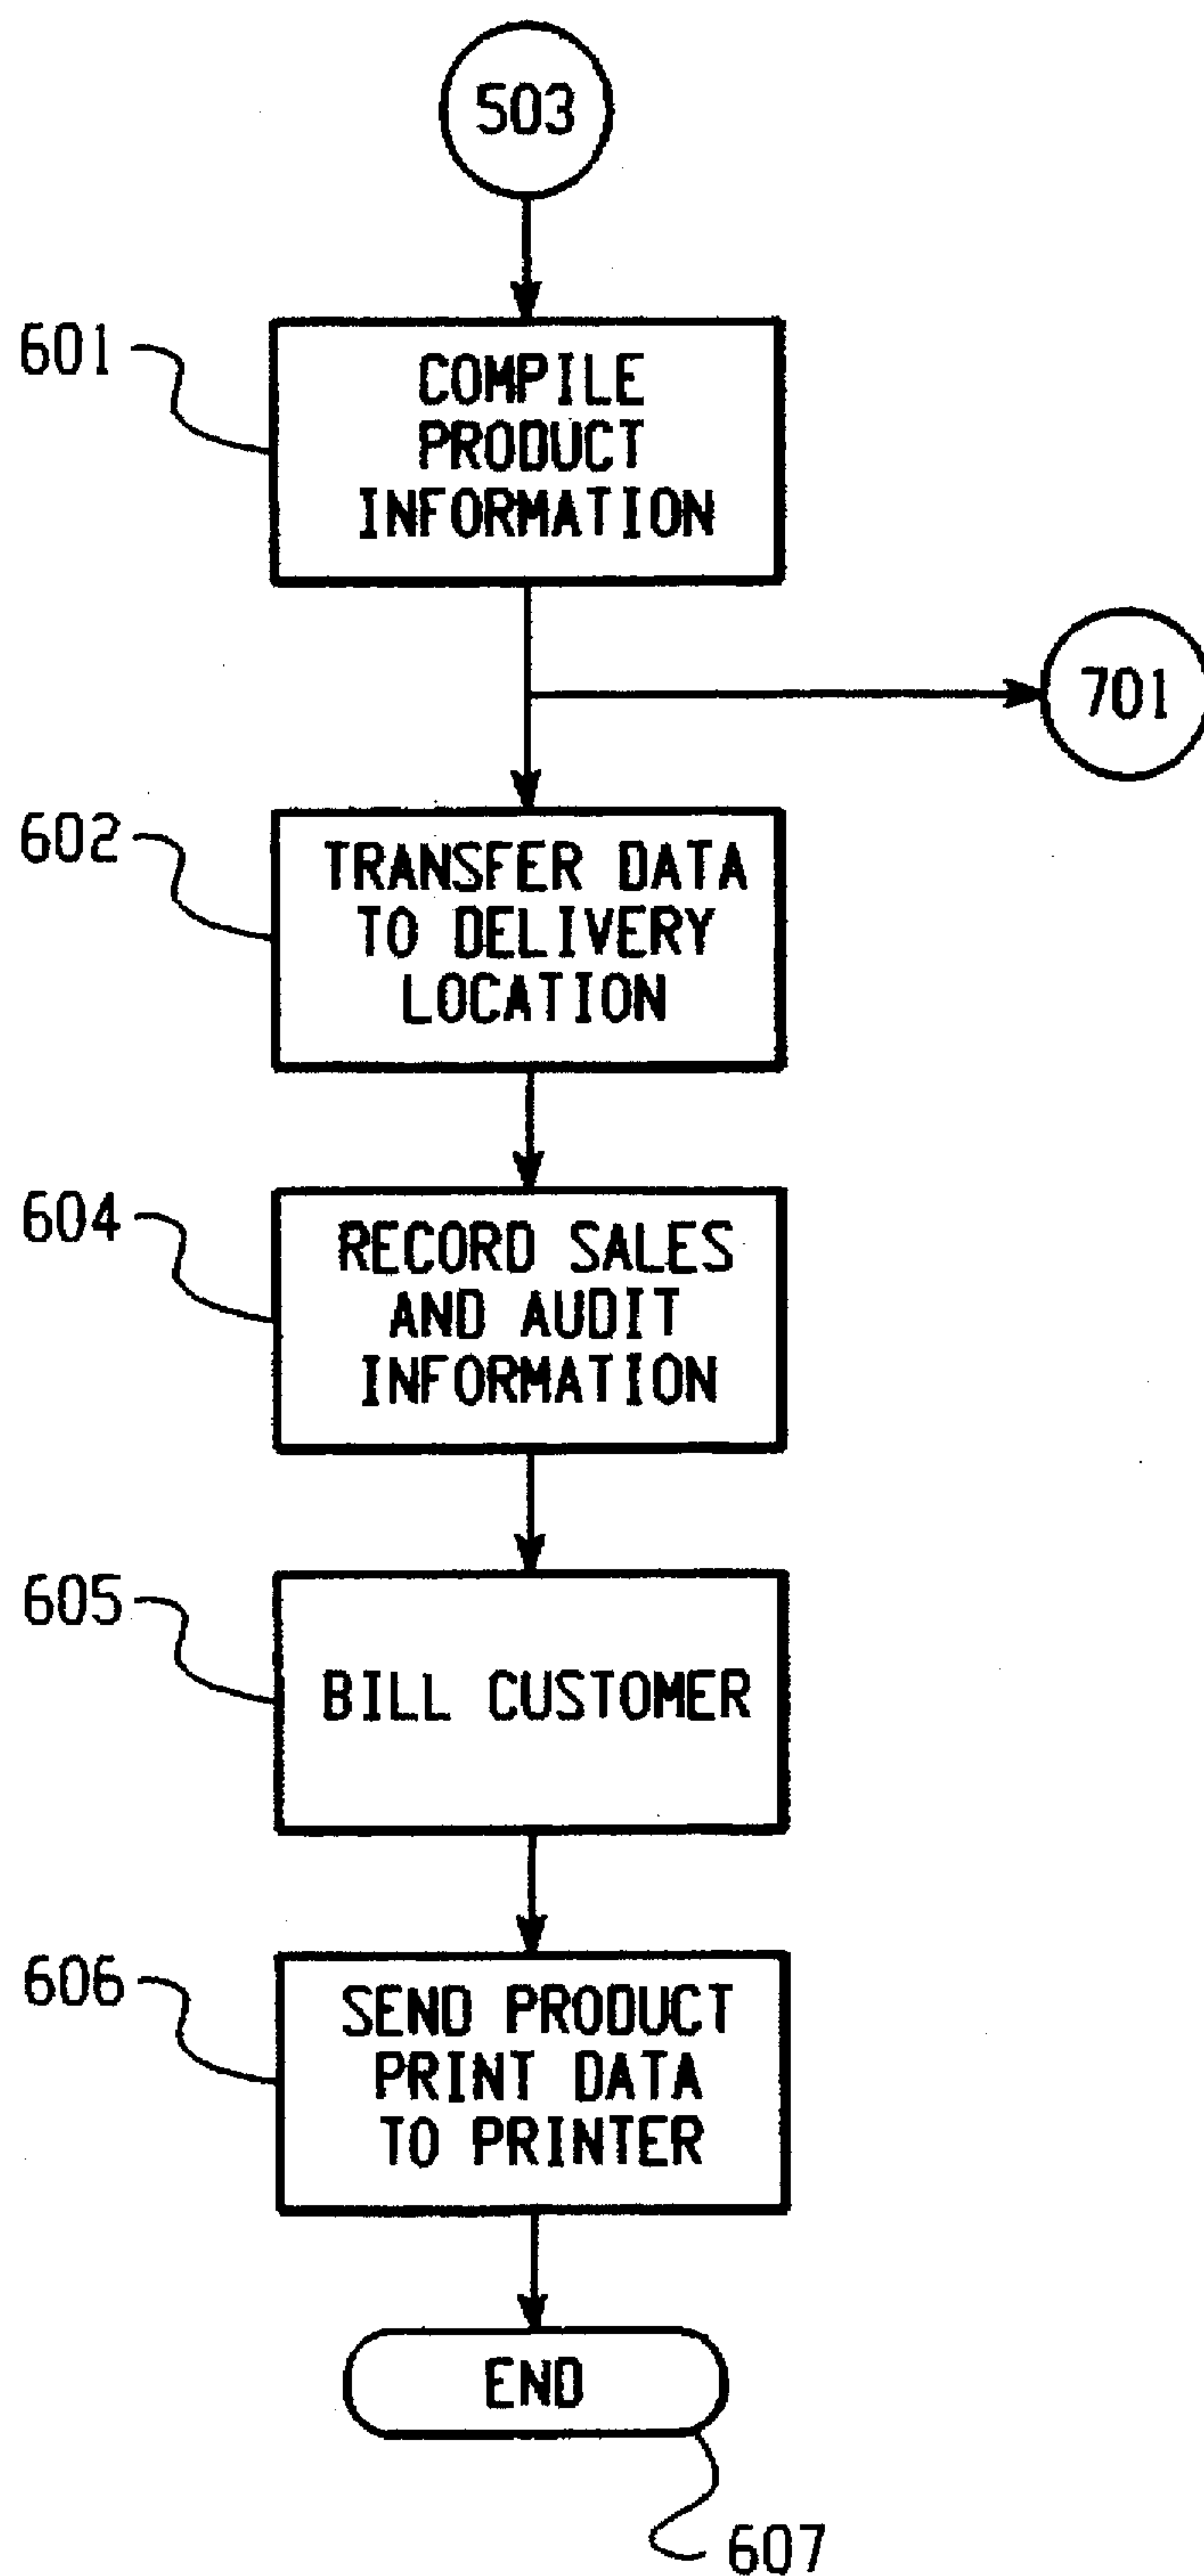 503
601
COMPILE
PRODUCT
INFORMATION
701
602
TRANSFER DATA
TO DELIVERY
LOCATION
604
RECORD SALES
AND AUDIT
INFORMATION
605
BILL CUSTOMER
606
SEND PRODUCT
PRINT DATA
TO PRINTER
END
607